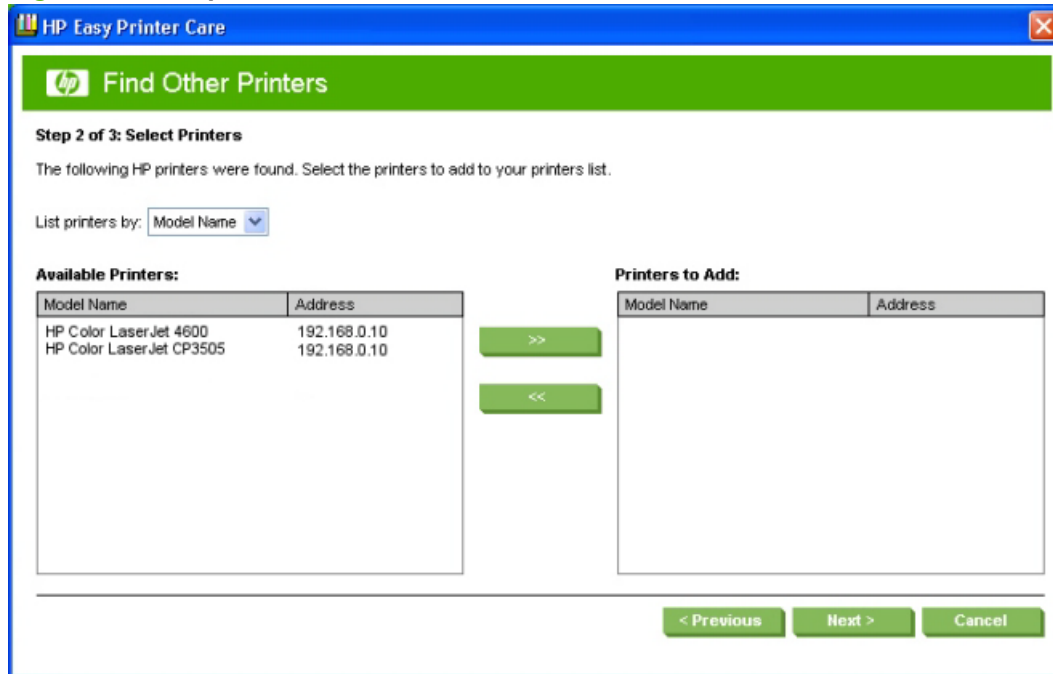 HP Easy Printer Care
hp Find Other Printers
Step 2 of 3: Select Printers
The following HP printers were found. Select the printers to add to your printers list.
List printers by: Model Name
Available Printers:
Model Name Address
HP Color LaserJet 4600 192.168.0.10
HP Color LaserJet CP3505 192.168.0.10
>>
<<
Printers to Add:
Model Name Address
< Previous Next > Cancel